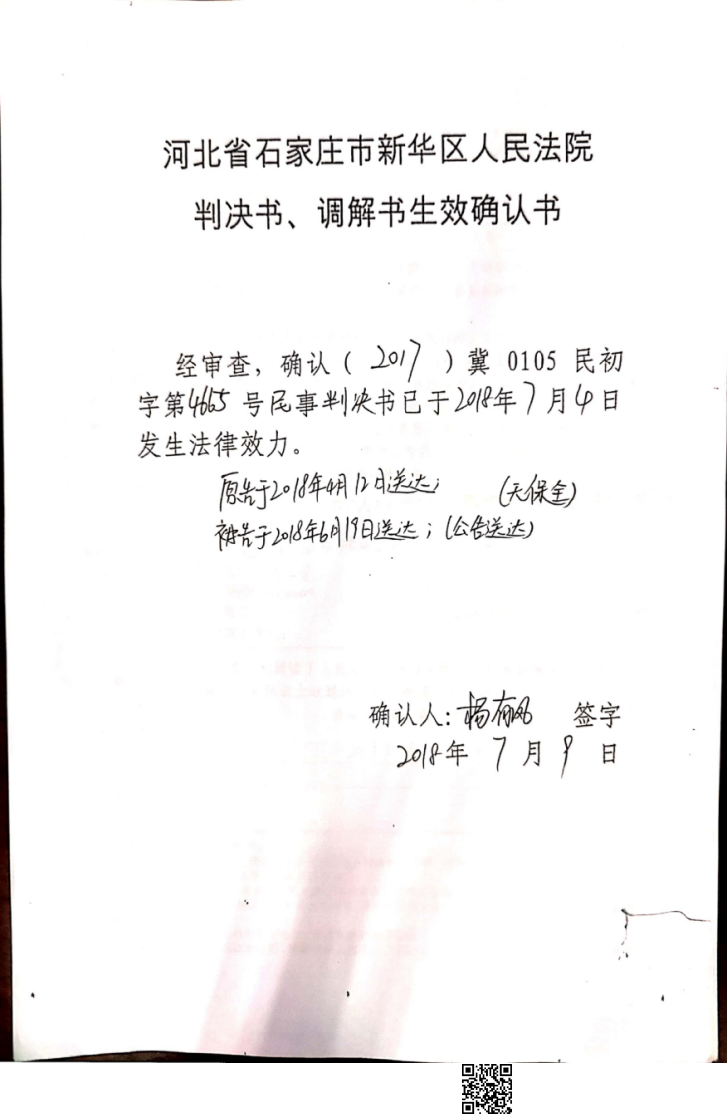 河北省石家庄市新华区人民法院
判决书、调解书生效确认书
经审查，确认（ 2017 ）冀 0105 民初
字第4665 号民事判决书已于2018年7月4日
发生法律效力。
原告于2018年4月12日送达； (无保全)
被告于2018年6月19日送达；(公告送达)
确认人：杨有 签字
2018年 7 月 9 日